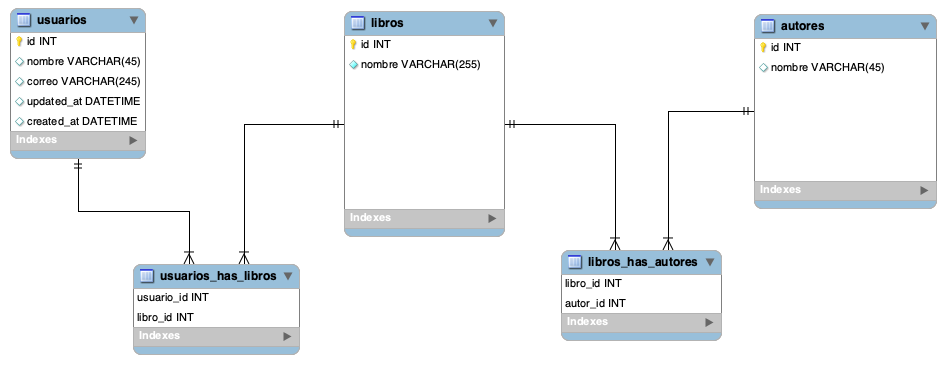 usuarios
id INT
nombre VARCHAR(45)
correo VARCHAR(245)
updated_at DATETIME
created_at DATETIME
Indexes
libros
id INT
nombre VARCHAR(255)
Indexes
autores
id INT
nombre VARCHAR(45)
Indexes
usuarios_has_libros
usuario_id INT
libro_id INT
Indexes
libros_has_autores
libro_id INT
autor_id INT
Indexes